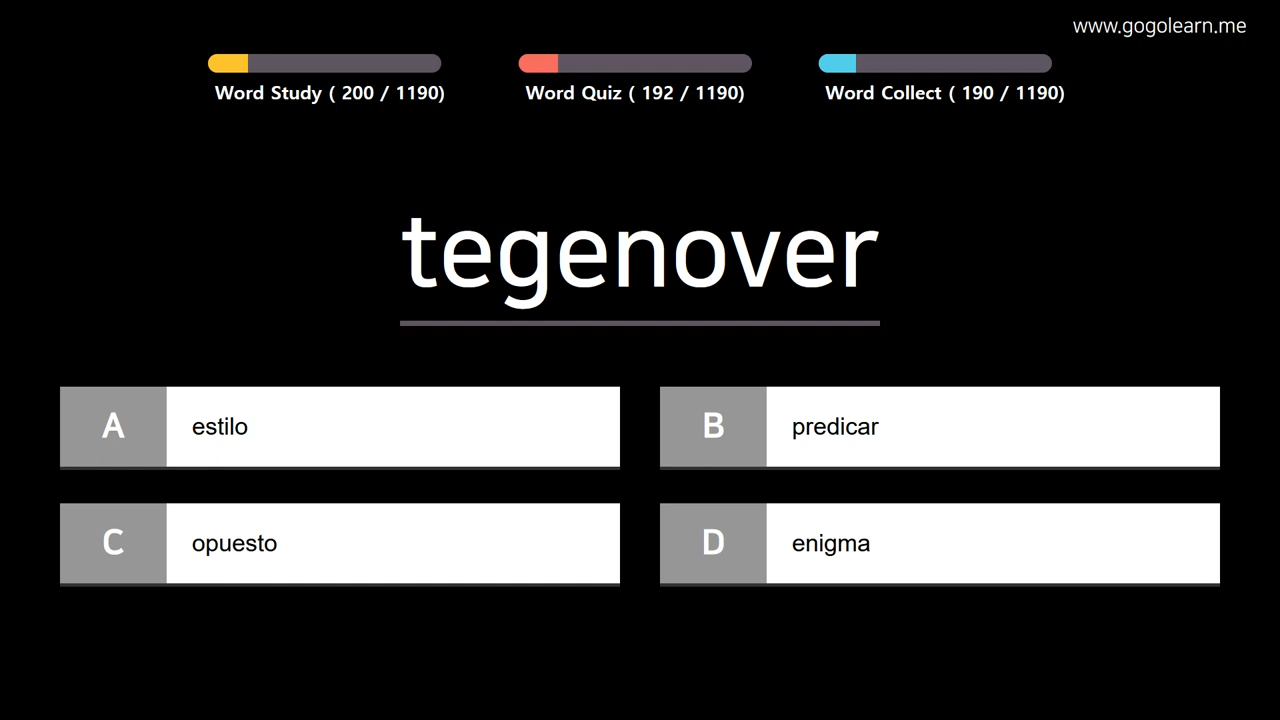 www.gogolearn.me
Word Study ( 200 / 1190)
Word Quiz ( 192 / 1190)
Word Collect ( 190 / 1190)
tegenover
A estilo
B predicar
C opuesto
D enigma